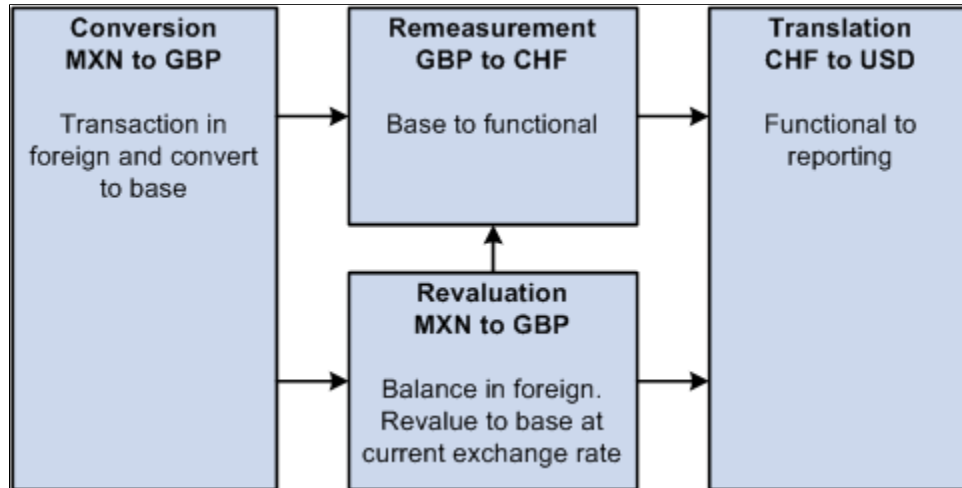 Conversion
MXN to GBP
Transaction in
foreign and convert
to base
Remeasurement
GBP to CHF
Base to functional
Translation
CHF to USD
Functional to
reporting
Revaluation
MXN to GBP
Balance in foreign.
Revalue to base at
current exchange rate